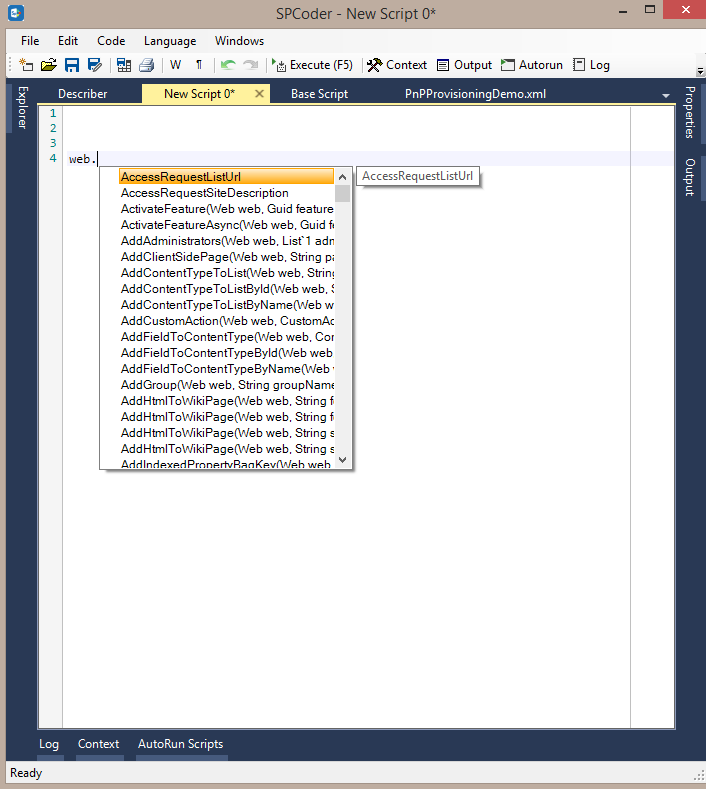 SPCoder - New Script 0*
File Edit Code Language Windows
W ¶ Execute (F5) Context Output Autorun Log
Explorer
Describer New Script 0* Base Script PnPProvisioningDemo.xml
Properties
Output
1
2
3
4 web.
AccessRequestListUrl
AccessRequestListUrl
AccessRequestSiteDescription
ActivateFeature(Web web, Guid feature
ActivateFeatureAsync(Web web, Guid fe
AddAdministrators(Web web, List`1 adm
AddClientSidePage(Web web, String pa
AddContentTypeToList(Web web, String
AddContentTypeToListById(Web web, S
AddContentTypeToListByName(Web w
AddCustomAction(Web web, CustomAc
AddFieldToContentType(Web web, Con
AddFieldToContentTypeById(Web web
AddFieldToContentTypeByName(Web w
AddGroup(Web web, String groupName
AddHtmlToWikiPage(Web web, String fo
AddHtmlToWikiPage(Web web, String fo
AddHtmlToWikiPage(Web web, String s
AddHtmlToWikiPage(Web web, String s
AddIndexedPropertyBagKey(Web web
Log Context AutoRun Scripts
Ready